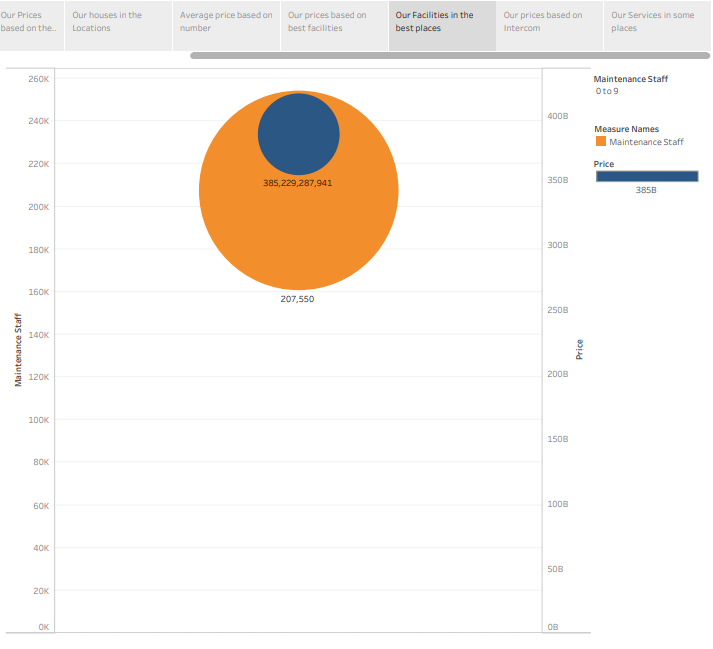 Our Prices
based on the..
Our houses in the
Locations
Average price based on
number
Our prices based on
best facilities
Our Facilities in the
best places
Our prices based on
Intercom
Our Services in some
places
260K
240K
220K
200K
180K
160K
140K
120K
100K
80K
60K
40K
20K
0K
Maintenance Staff
385,229,287,941
207,550
400B
350B
300B
250B
200B
150B
100B
50B
0B
Price
Maintenance Staff
0 to 9
Measure Names
Maintenance Staff
Price
385B